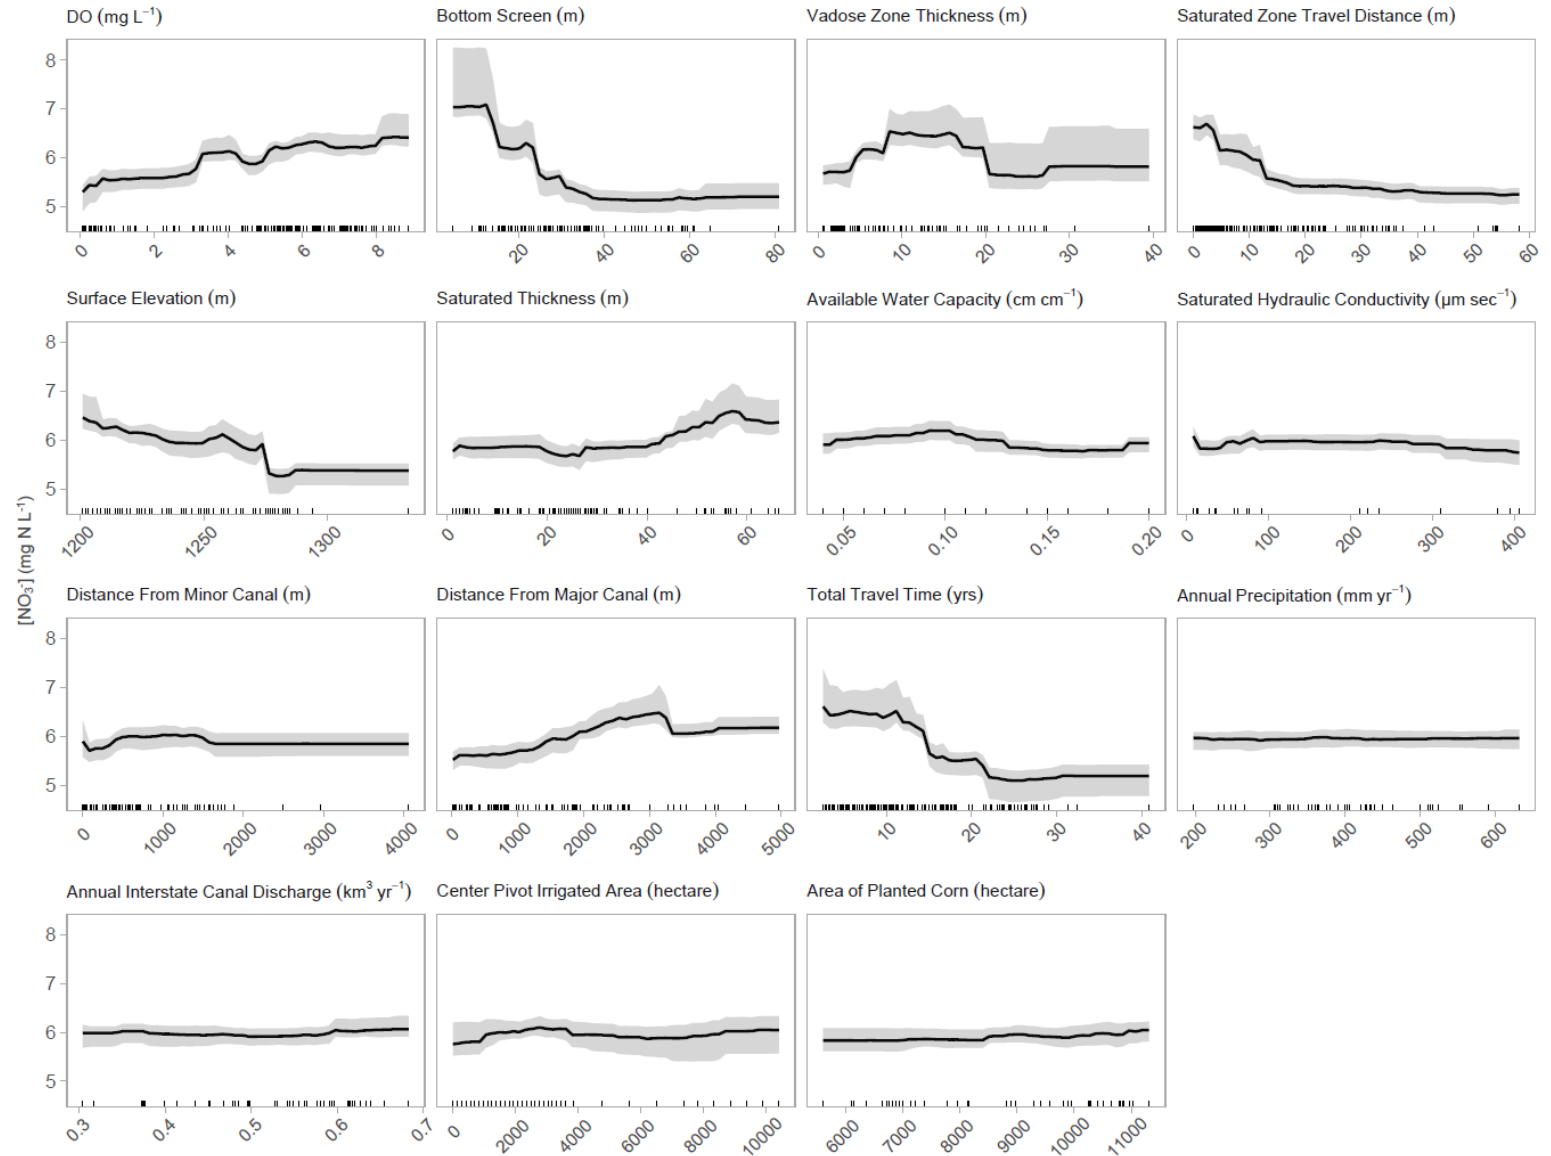 DO (mg L⁻¹) Bottom Screen (m) Vadose Zone Thickness (m) Saturated Zone Travel Distance (m)
8
7
6
5
0 2 4 6 8 20 40 60 80 0 10 20 30 40 0 10 20 30 40 50 60
Surface Elevation (m) Saturated Thickness (m) Available Water Capacity (cm cm⁻¹) Saturated Hydraulic Conductivity (µm sec⁻¹)
8
7
6
5
1200 1250 1300 0 20 40 60 0.05 0.10 0.15 0.20 0 100 200 300 400
[NO₃⁻] (mg N L⁻¹)
Distance From Minor Canal (m) Distance From Major Canal (m) Total Travel Time (yrs) Annual Precipitation (mm yr⁻¹)
8
7
6
5
0 1000 2000 3000 4000 0 1000 2000 3000 4000 5000 10 20 30 40 200 300 400 500 600
Annual Interstate Canal Discharge (km³ yr⁻¹) Center Pivot Irrigated Area (hectare) Area of Planted Corn (hectare)
8
7
6
5
0.3 0.4 0.5 0.6 0.7 0 2000 4000 6000 8000 10000 6000 7000 8000 9000 10000 11000